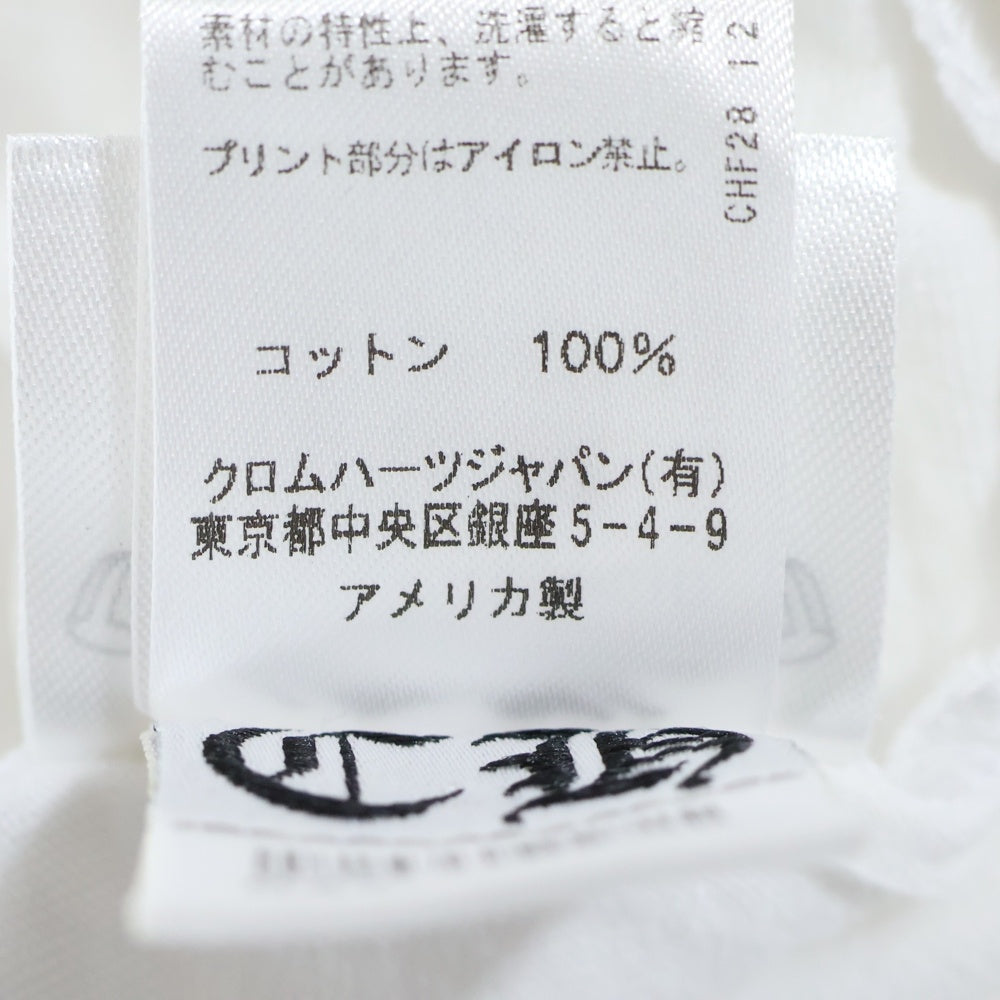 素材の特性上、洗濯すると縮
むことがあります。
プリント部分はアイロン禁止。
CHF28 12
コットン 100%
クロムハーツジャパン(有)
東京都中央区銀座5-4-9
アメリカ製